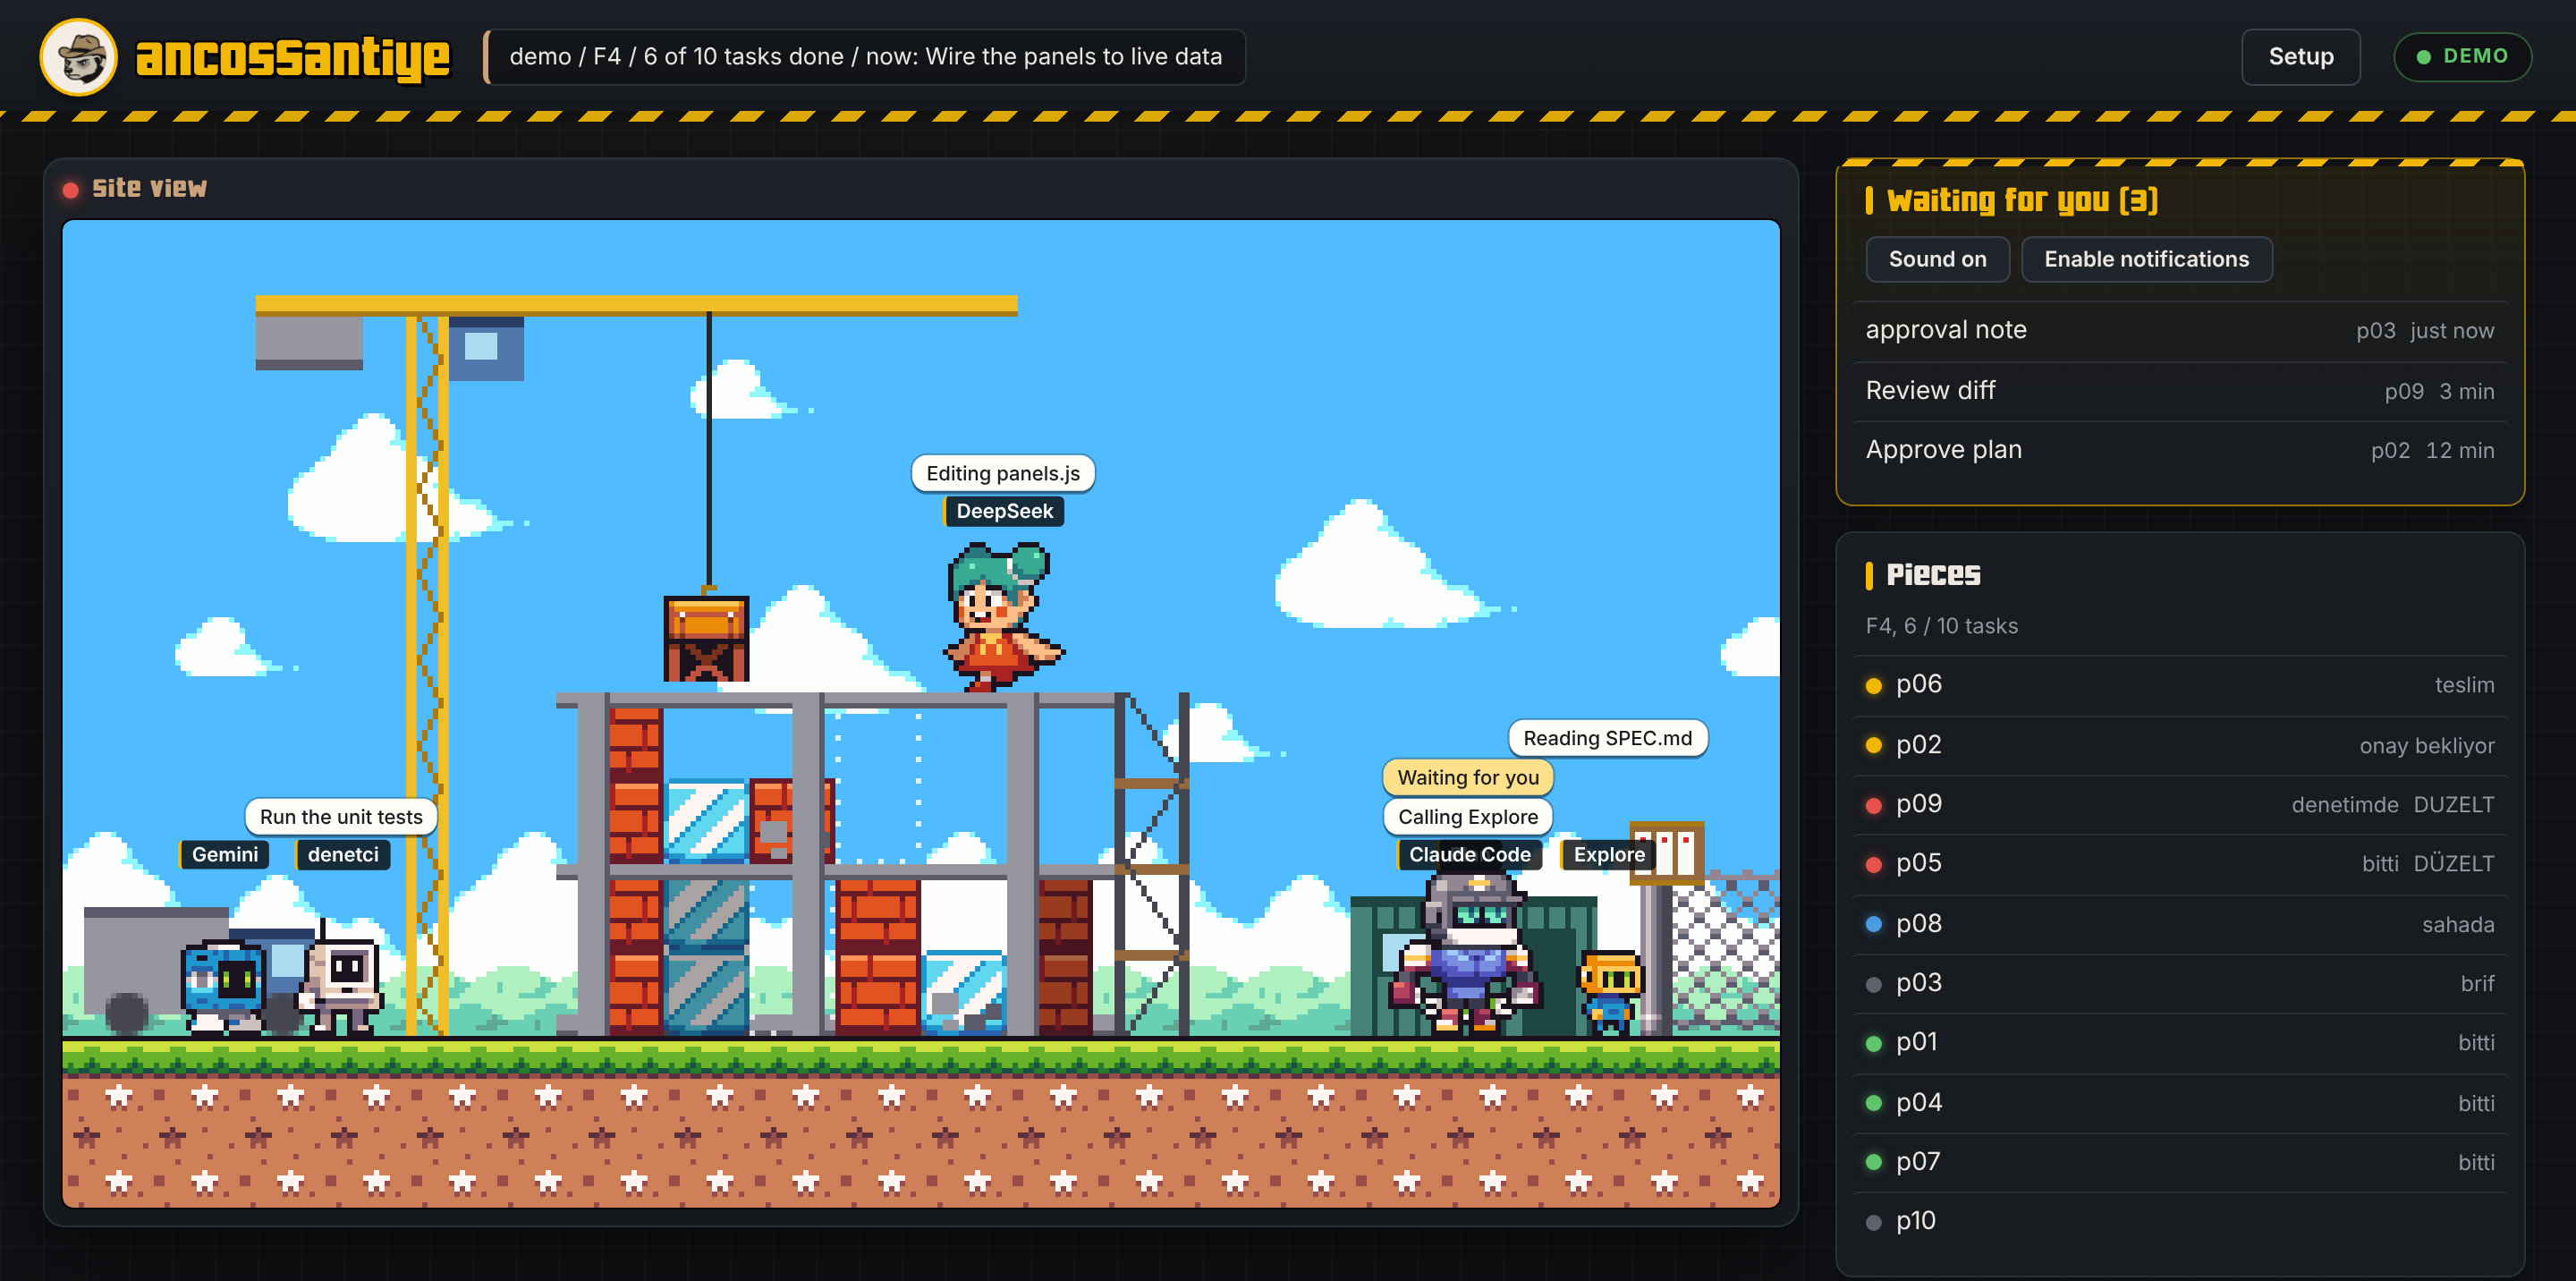 ancosSantiye
demo / F4 / 6 of 10 tasks done / now: Wire the panels to live data
Setup
DEMO
Site view
Editing panels.js
DeepSeek
Reading SPEC.md
Waiting for you
Calling Explore
Claude Code
Explore
Run the unit tests
Gemini
denetci
Waiting for you (3)
Sound on
Enable notifications
approval note p03 just now
Review diff p09 3 min
Approve plan p02 12 min
Pieces
F4, 6 / 10 tasks
p06 teslim
p02 onay bekliyor
p09 denetimde DUZELT
p05 bitti DÜZELT
p08 sahada
p03 brif
p01 bitti
p04 bitti
p07 bitti
p10